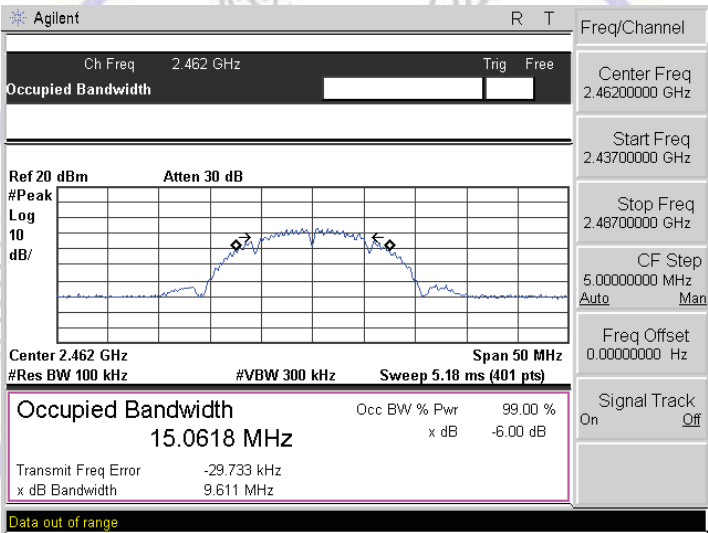 Agilent R T
Ch Freq 2.462 GHz Trig Free
Occupied Bandwidth
Ref 20 dBm Atten 30 dB
#Peak
Log
10
dB/
Center 2.462 GHz Span 50 MHz
#Res BW 100 kHz #VBW 300 kHz Sweep 5.18 ms (401 pts)
Occupied Bandwidth
15.0618 MHz
Occ BW % Pwr 99.00 %
x dB -6.00 dB
Transmit Freq Error -29.733 kHz
x dB Bandwidth 9.611 MHz
Data out of range
Freq/Channel
Center Freq
2.46200000 GHz
Start Freq
2.43700000 GHz
Stop Freq
2.48700000 GHz
CF Step
5.00000000 MHz
Auto Man
Freq Offset
0.00000000 Hz
Signal Track
On Off